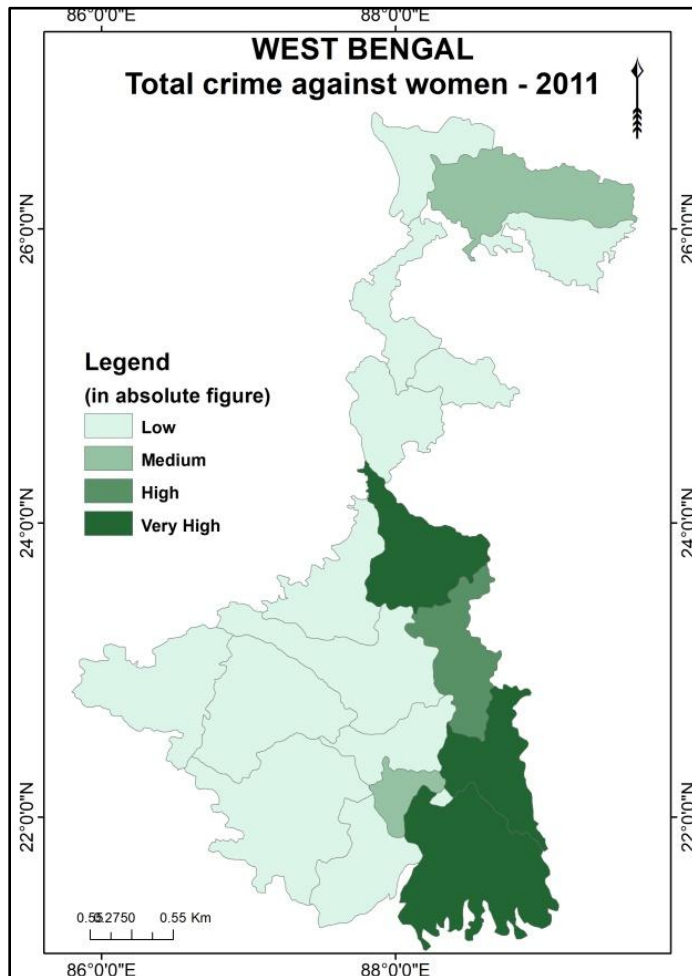 86°0'0"E 88°0'0"E
WEST BENGAL
Total crime against women - 2011
26°0'0"N 26°0'0"N
Legend
(in absolute figure)
Low
Medium
High
Very High
24°0'0"N 24°0'0"N
22°0'0"N 22°0'0"N
0.55 Km
86°0'0"E 88°0'0"E